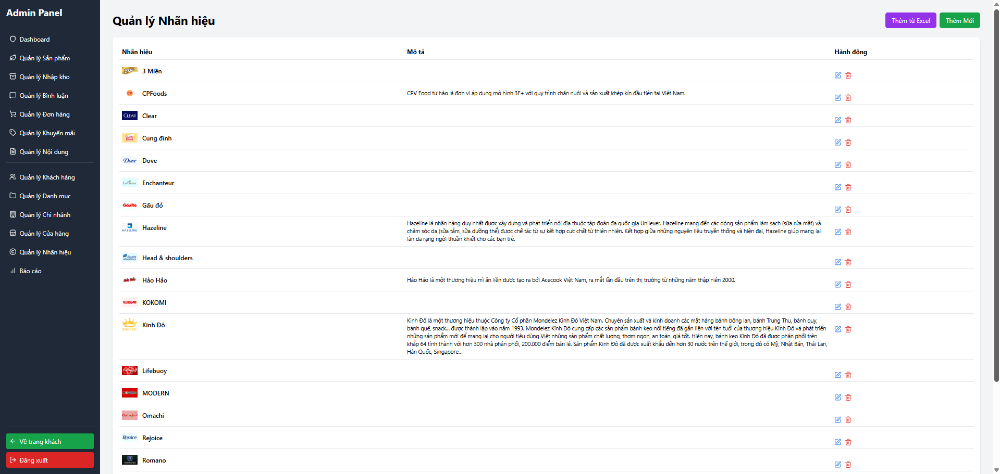 Admin Panel
Dashboard
Quản lý Sản phẩm
Quản lý Nhập kho
Quản lý Bình luận
Quản lý Đơn hàng
Quản lý Khuyến mãi
Quản lý Nội dung
Quản lý Khách hàng
Quản lý Danh mục
Quản lý Chi nhánh
Quản lý Cửa hàng
Quản lý Nhãn hiệu
Báo cáo
Về trang khách
Đăng xuất
Quản lý Nhãn hiệu
Thêm từ Excel
Thêm Mới
Nhãn hiệu Mô tả Hành động
3 Miền
CP CPFoods CPV Food tự hào là đơn vị áp dụng mô hình 3F+ với quy trình chăn nuôi và sản xuất khép kín đầu tiên tại Việt Nam.
CLEAR Clear
Cung đình
Dove Dove
Enchanteur
Gấu Đỏ Gấu đỏ
HAZELINE Hazeline
Hazeline là nhãn hàng duy nhất được xây dựng và phát triển nội địa thuộc tập đoàn đa quốc gia Unilever. Hazeline mang đến các dòng sản phẩm làm sạch (sữa rửa mặt) và
chăm sóc da (sữa tắm, sữa dưỡng thể) được chế tác từ sự kết hợp cực chất từ thiên nhiên. Kết hợp giữa những nguyên liệu truyền thống và hiện đại, Hazeline giúp mang lại
làn da rạng ngời thuần khiết cho các bạn trẻ.
head& shoulders Head & shoulders
Hảo Hảo Hảo Hảo Hảo Hảo là một thương hiệu mì ăn liền được tạo ra bởi Acecook Việt Nam, ra mắt lần đầu trên thị trường từ những năm thập niên 2000.
KOKOMI KOKOMI
KINH ĐÔ Kinh Đô
Kinh Đô là một thương hiệu thuộc Công ty Cổ phần Mondelez Kinh Đô Việt Nam. Chuyên sản xuất và kinh doanh các mặt hàng bánh bông lan, bánh Trung Thu, bánh quy,
bánh quế, snack... được thành lập vào năm 1993. Mondelez Kinh Đô cung cấp các sản phẩm bánh kẹo nổi tiếng đã gắn liền với tên tuổi của thương hiệu Kinh Đô và phát triển
những sản phẩm mới để mang lại cho người tiêu dùng Việt những sản phẩm chất lượng, thơm ngon, an toàn, giá tốt. Hiện nay, bánh kẹo Kinh Đô đã được phân phối trên
khắp 64 tỉnh thành với hơn 300 nhà phân phối, 200.000 điểm bán lẻ. Sản phẩm Kinh Đô đã được xuất khẩu đến hơn 30 nước trên thế giới, trong đó có Mỹ, Nhật Bản, Thái Lan,
Hàn Quốc, Singapore...
Lifebuoy
MODERN
Omachi Omachi
Rejoice Rejoice
ROMANO Romano